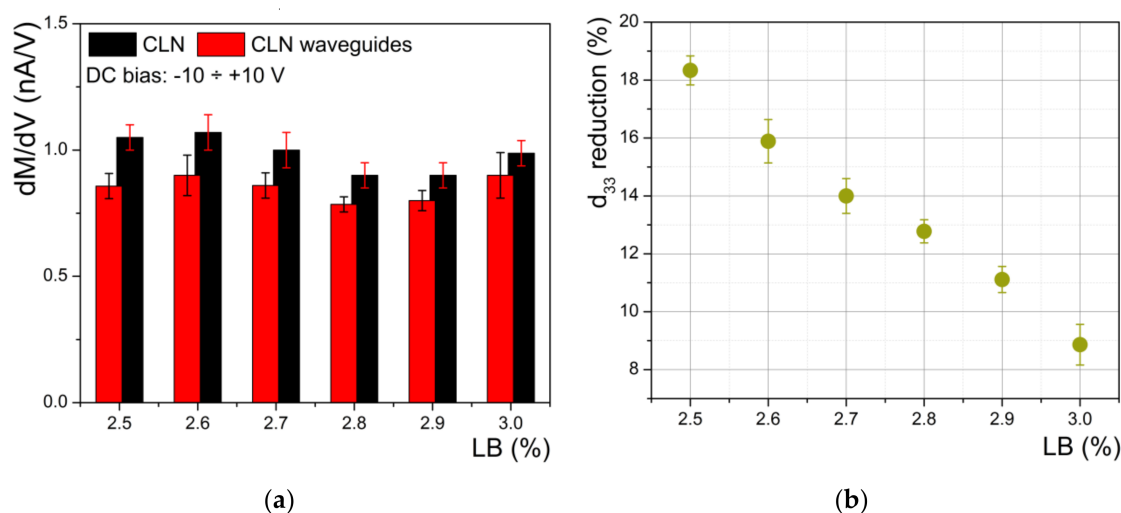 dM/dV (nA/V)
1.5
1.0
0.5
0.0
CLN
CLN waveguides
DC bias: -10 ÷ +10 V
2.5 2.6 2.7 2.8 2.9 3.0
LB (%)
(a)
d33 reduction (%)
20
18
16
14
12
10
8
2.5 2.6 2.7 2.8 2.9 3.0
LB (%)
(b)